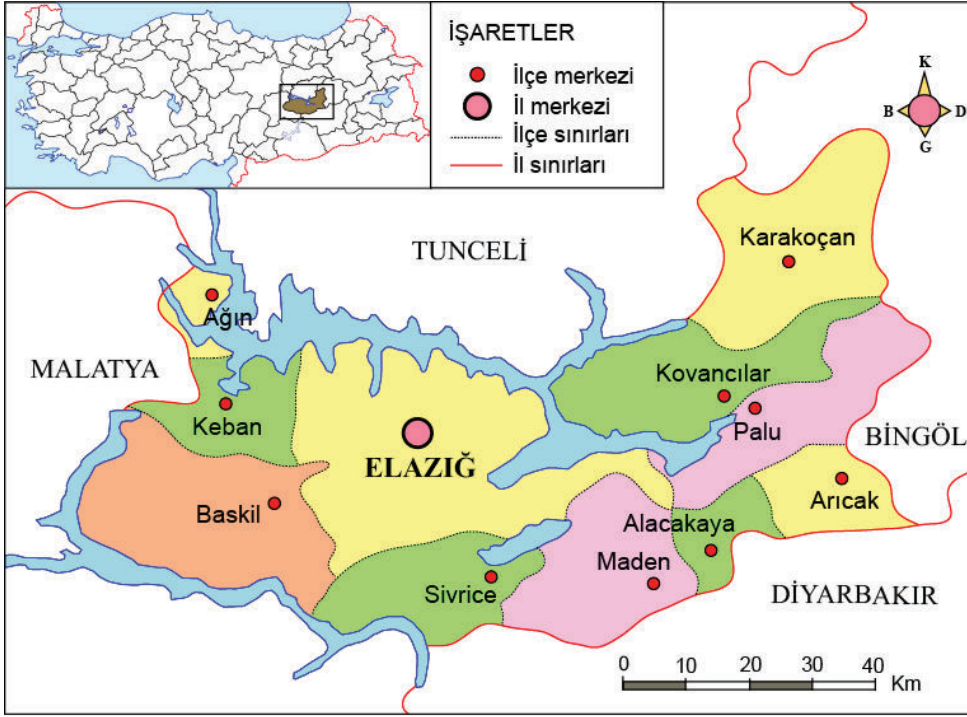 İŞARETLER
İlçe merkezi
İl merkezi
İlçe sınırları
İl sınırları
K
B D
G
TUNCELİ
Karakoçan
Ağın
MALATYA
Kovancılar
Keban
Palu
BİNGÖL
ELAZIĞ
Arıcak
Baskil
Alacakaya
Maden
Sivrice
DİYARBAKIR
0 10 20 30 40
Km